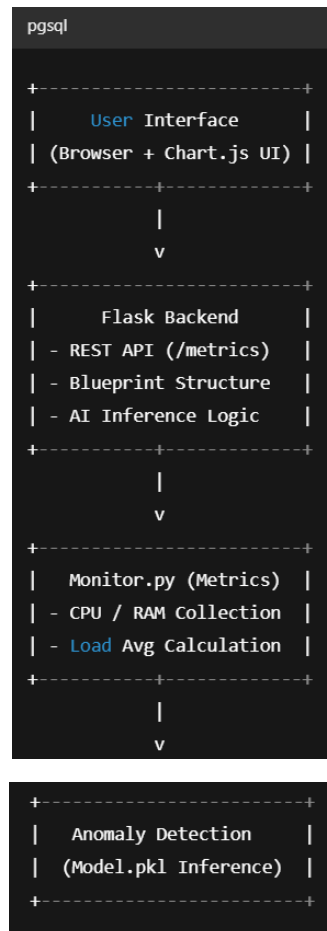 pgsql
+--------------------------+
|      User Interface      |
| (Browser + Chart.js UI) |
+-----------+--------------+
|
v
+--------------------------+
|       Flask Backend      |
| - REST API (/metrics)   |
| - Blueprint Structure   |
| - AI Inference Logic    |
+-----------+--------------+
|
v
+--------------------------+
|   Monitor.py (Metrics)  |
| - CPU / RAM Collection  |
| - Load Avg Calculation  |
+-----------+--------------+
|
v
+--------------------------+
|   Anomaly Detection     |
|  (Model.pkl Inference)  |
+--------------------------+